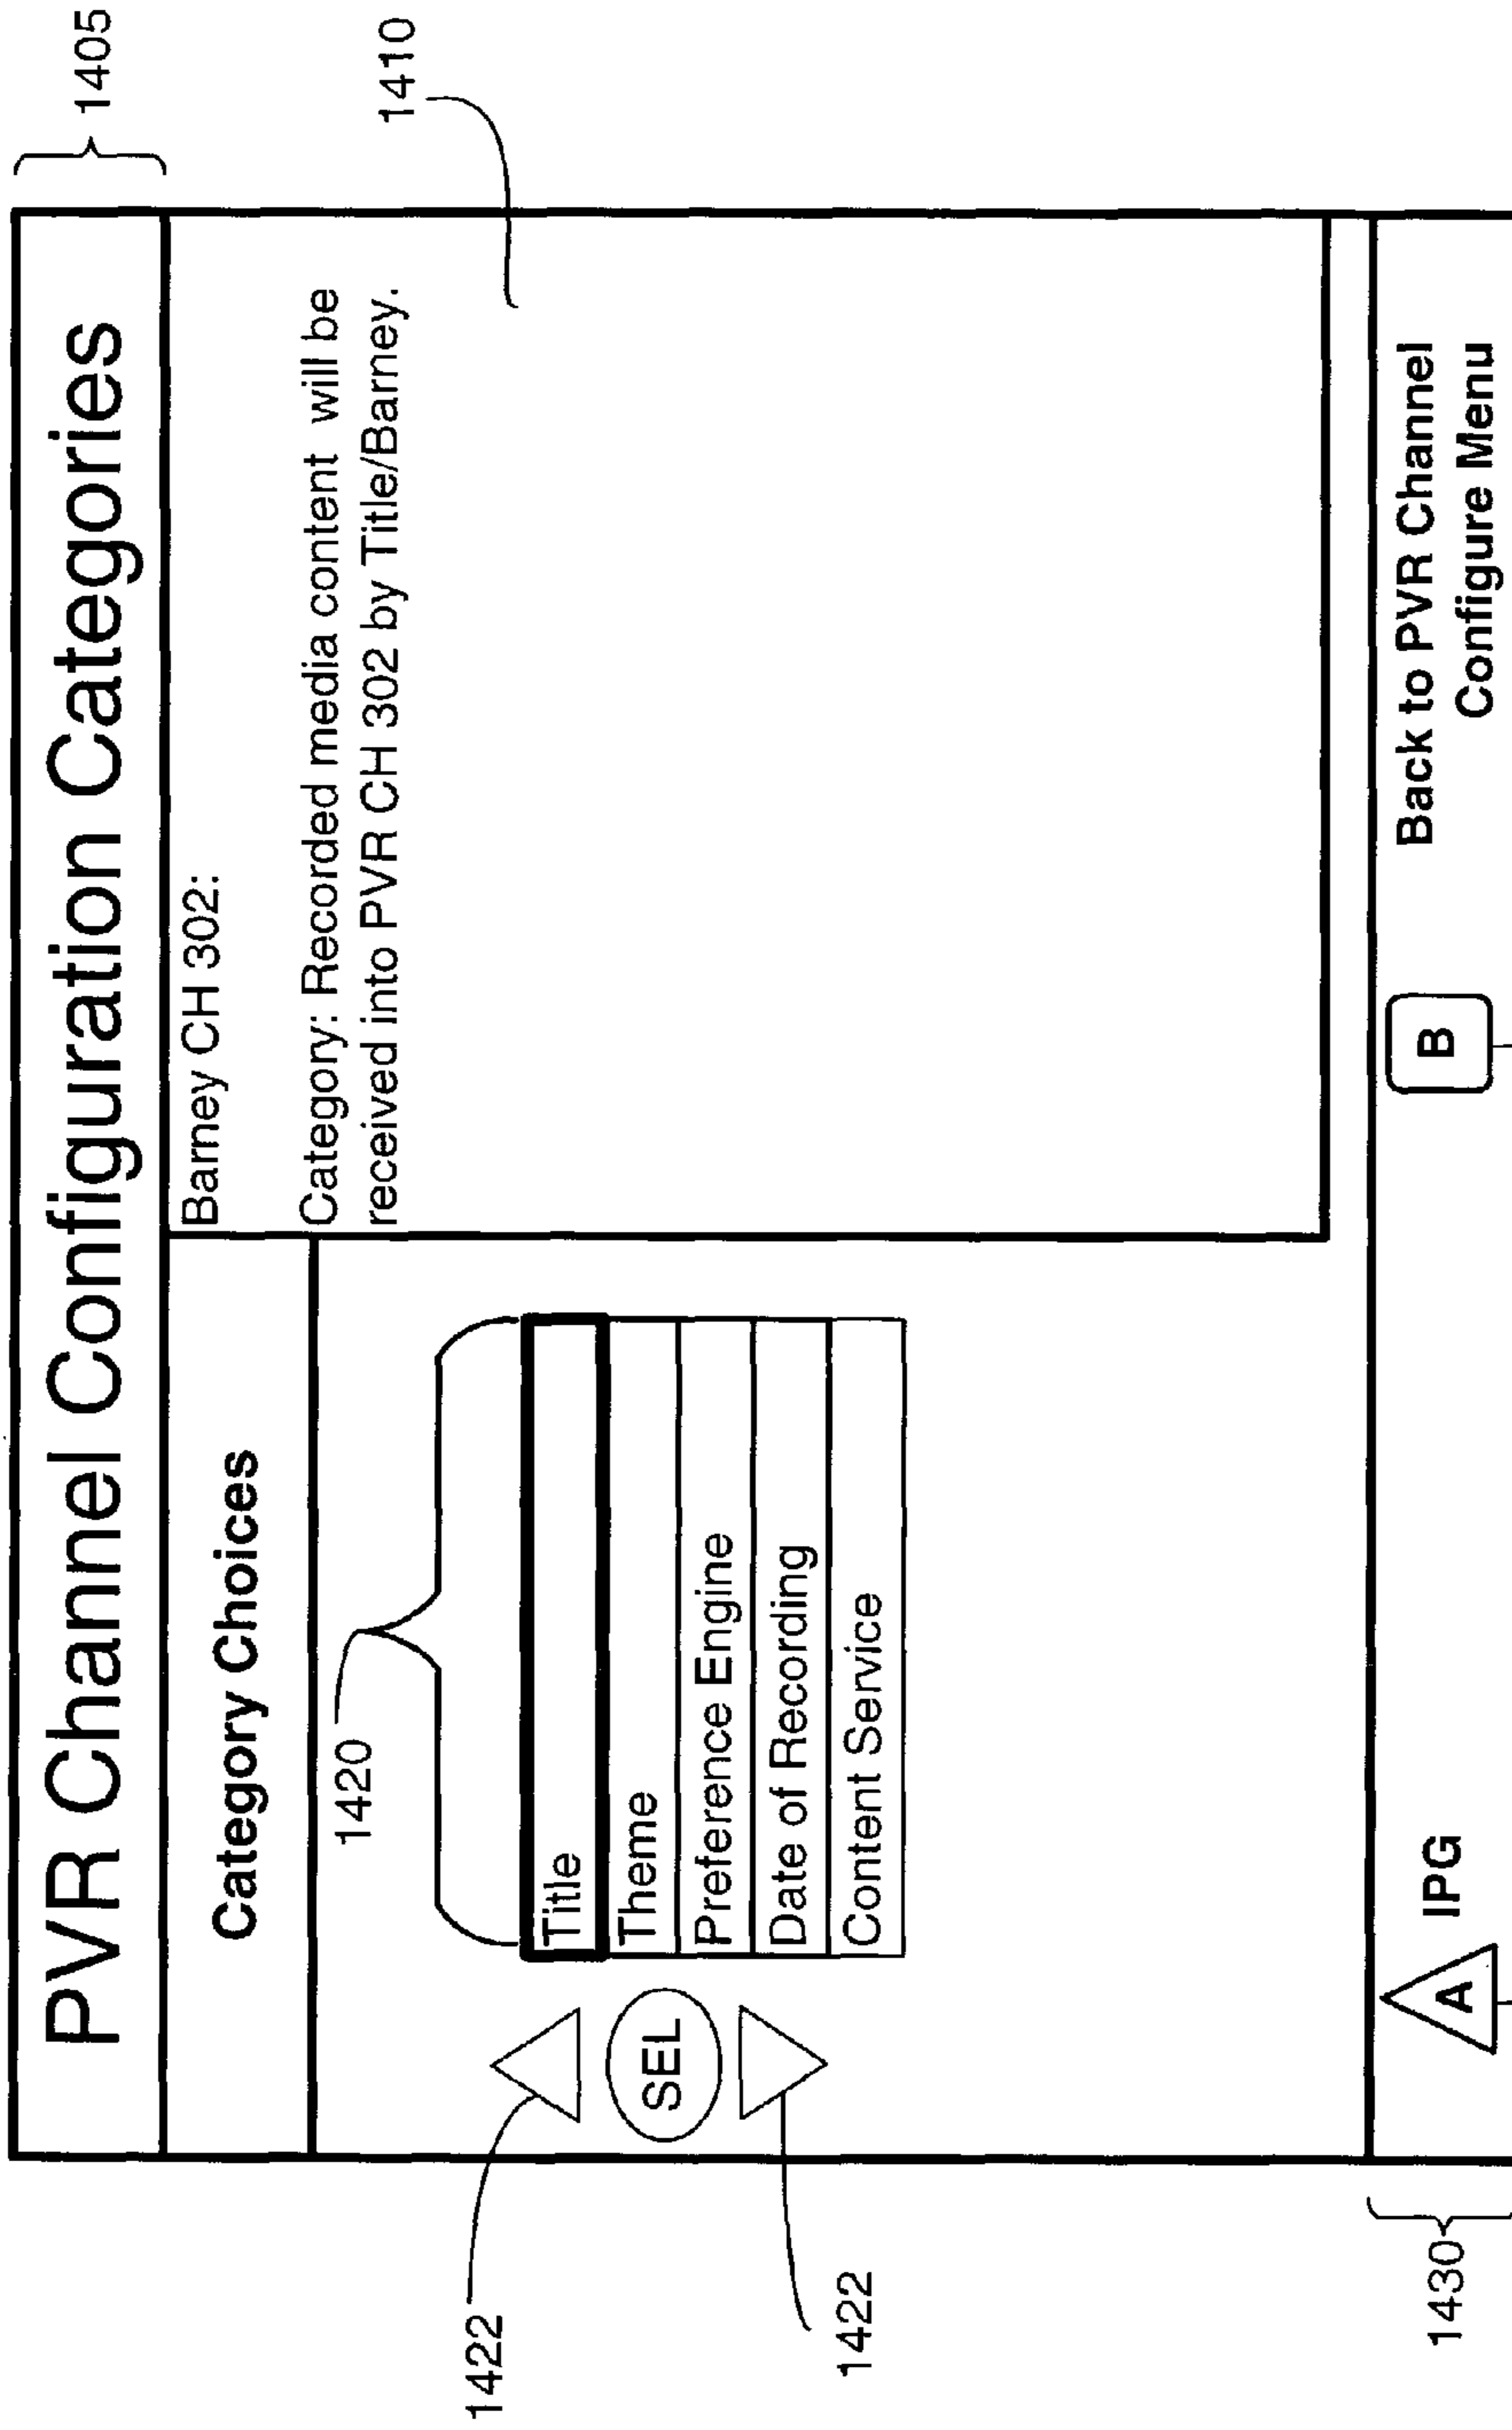 PVR Channel Configuration Categories
1405
Category Choices
Barney CH 302:
Category: Recorded media content will be
received into PVR CH 302 by Title/Barney.
1410
1420
Title
Theme
Preference Engine
Date of Recording
Content Service
1422
SEL
1422
1430
A
IPG
B
Back to PVR Channel
Configure Menu